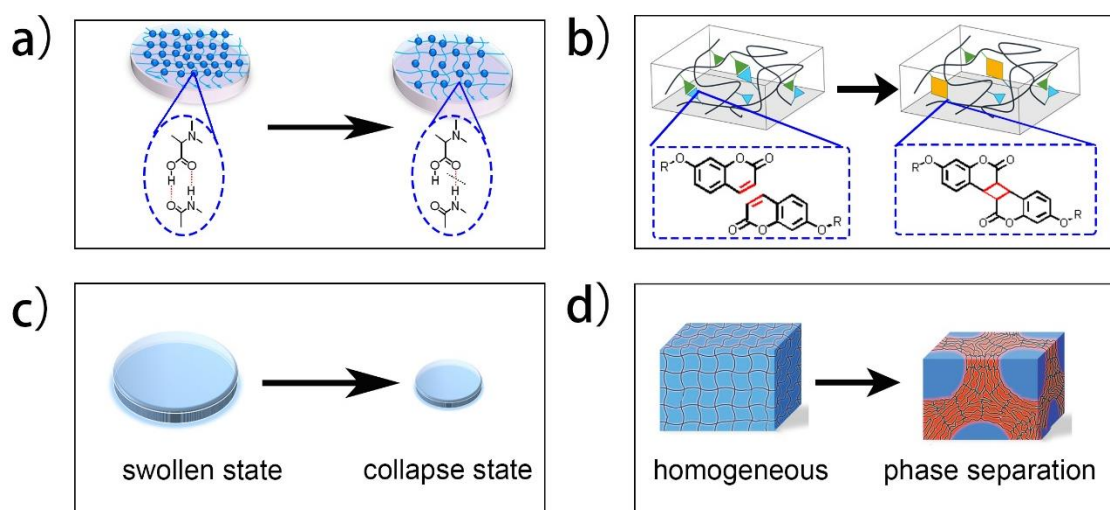 a)
N
O
O
H
H
O
N
O
H
H
O
N
b)
R
O
O
O
O
O
O
R
R
O
O
O
O
O
O
R
c)
swollen state
collapse state
d)
homogeneous
phase separation